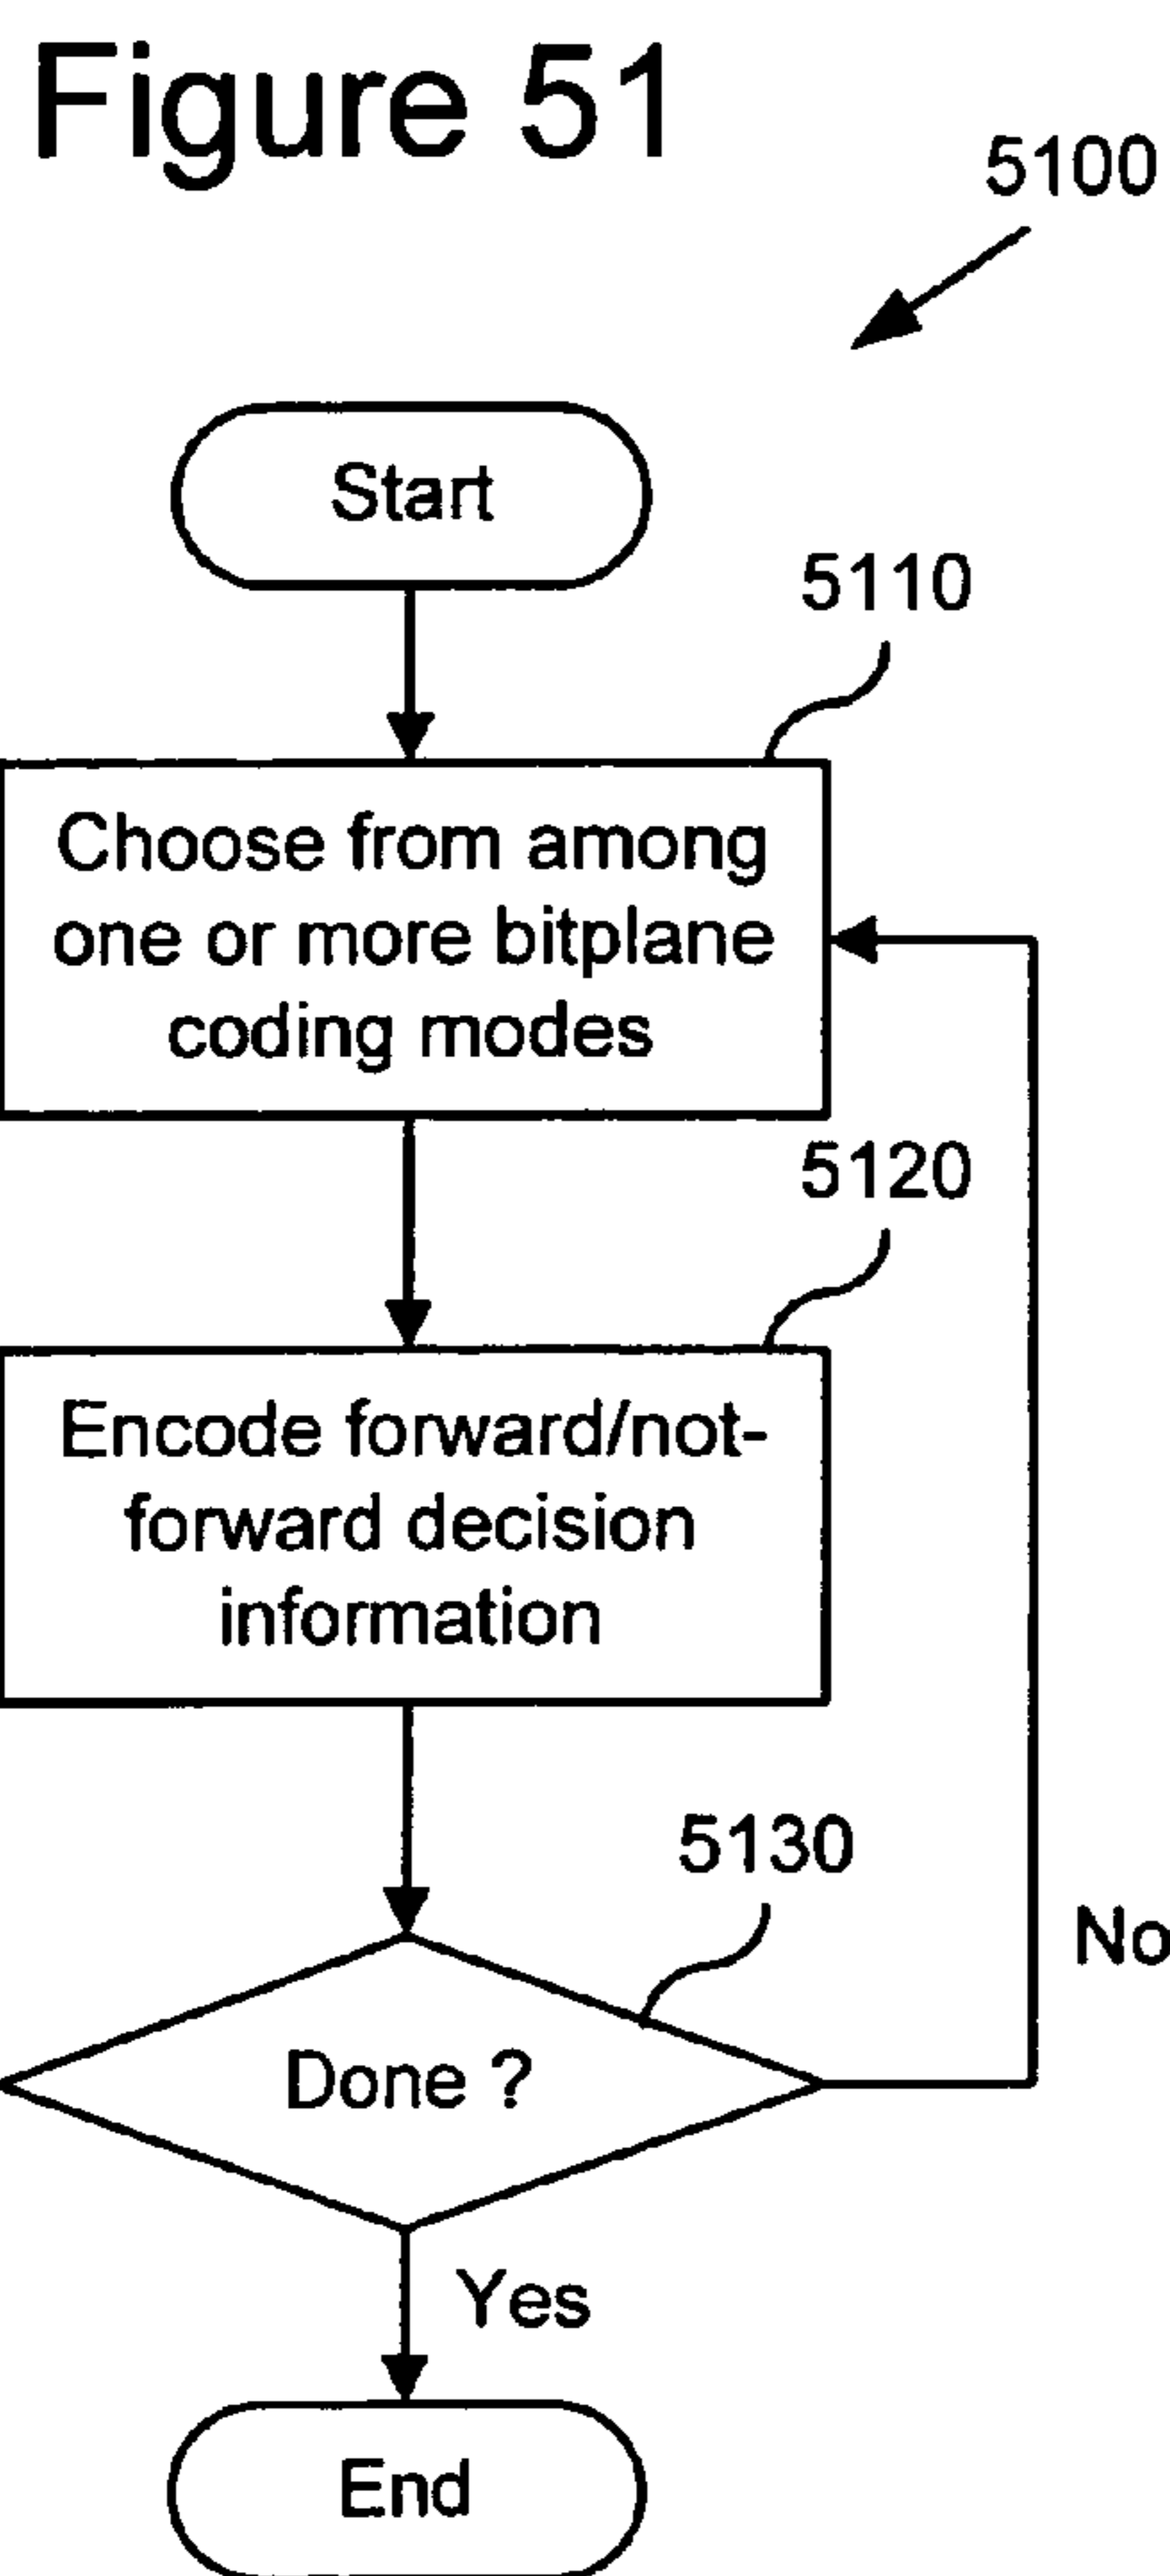 Figure 51
5100
Start
5110
Choose from among
one or more bitplane
coding modes
5120
Encode forward/not-
forward decision
information
5130
No
Done ?
Yes
End